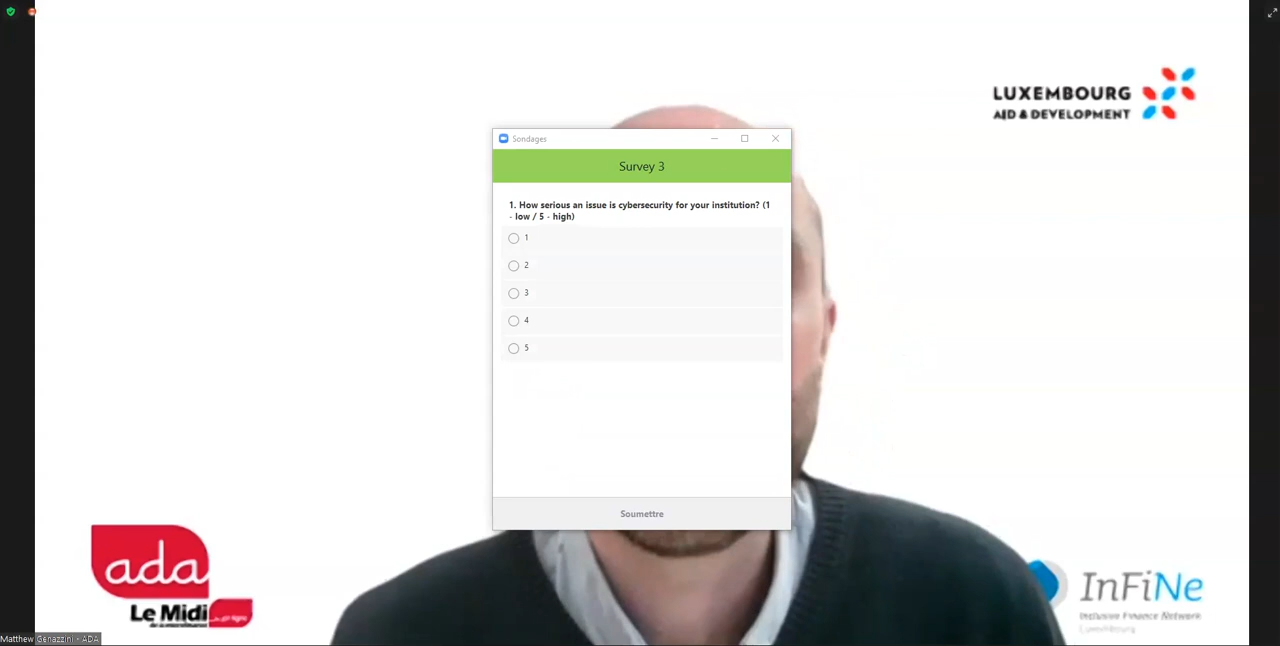 LUXEMBOURG
AID & DEVELOPMENT
Sondages
Survey 3
1. How serious an issue is cybersecurity for your institution? (1
- low / 5 - high)
1
2
3
4
5
Soumettre
ada
Le Midi
InFiNe
Inclusive Finance Network
Luxembourg
Matthew Genazzini - ADA